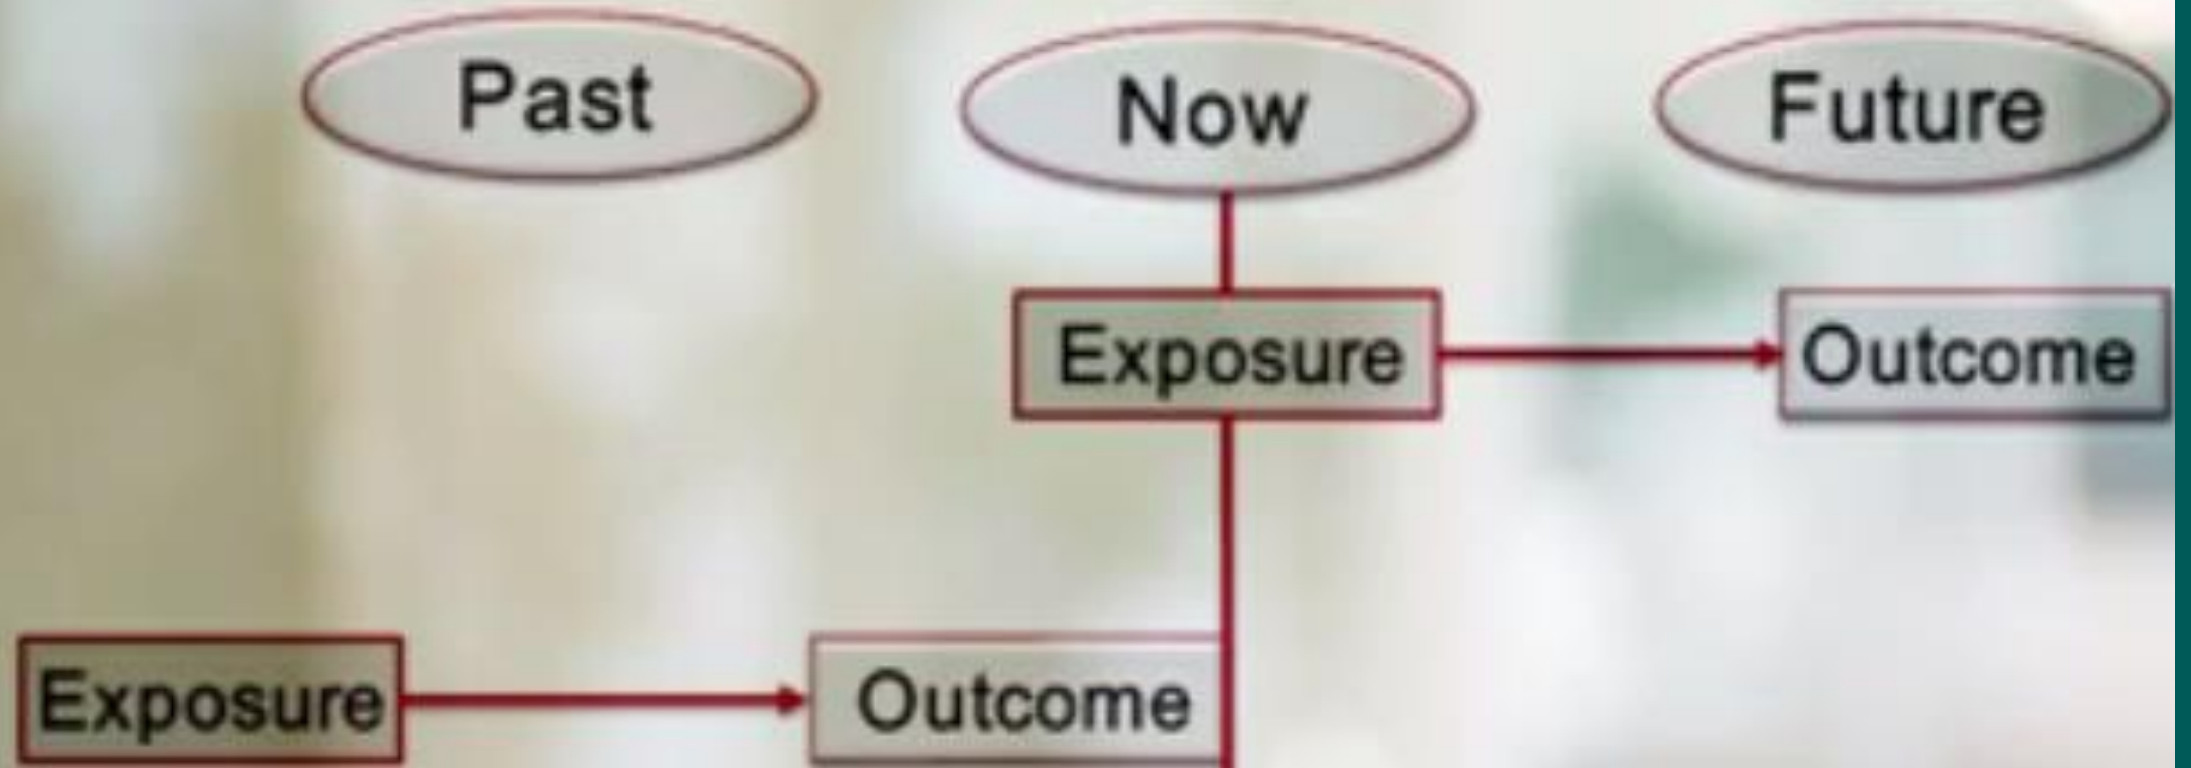 Past
Now
Future
Exposure
Outcome
Exposure
Outcome